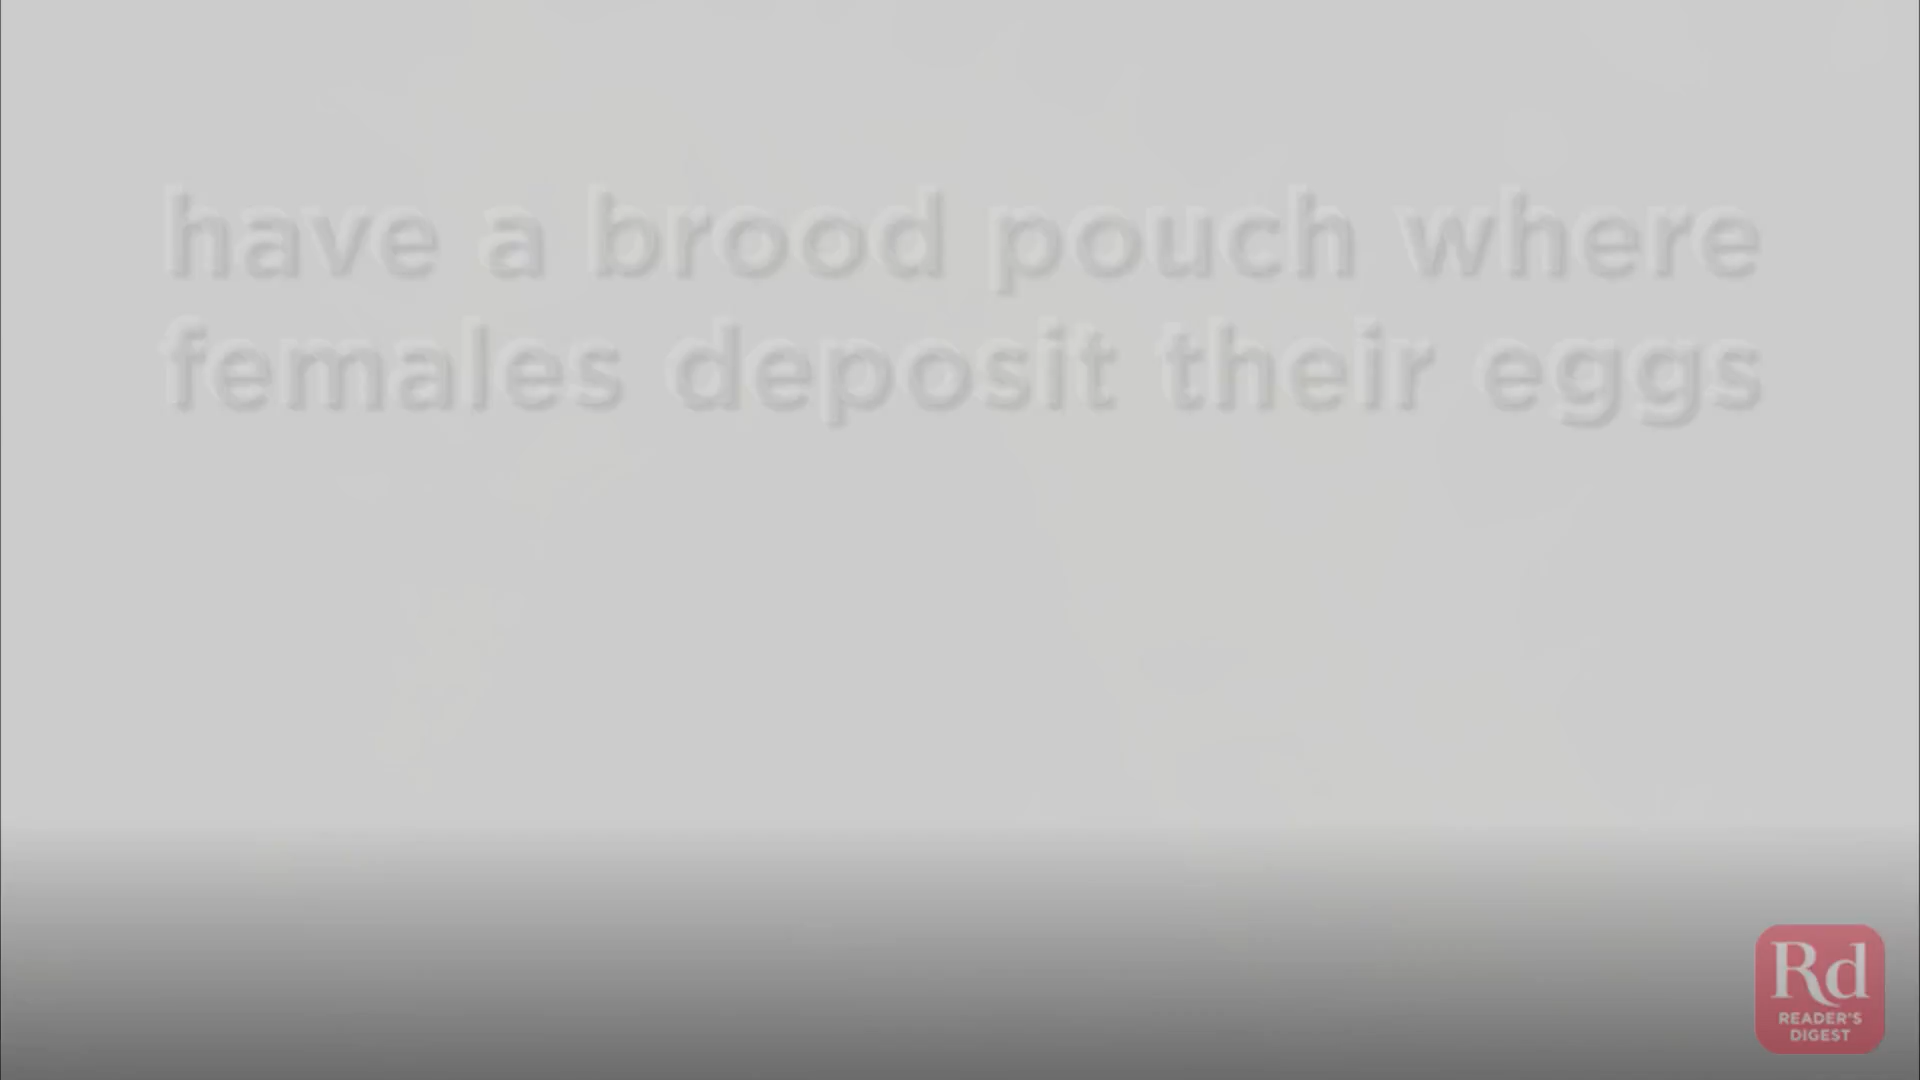 have a brood pouch where
females deposit their eggs
Rd
READER'S
DIGEST